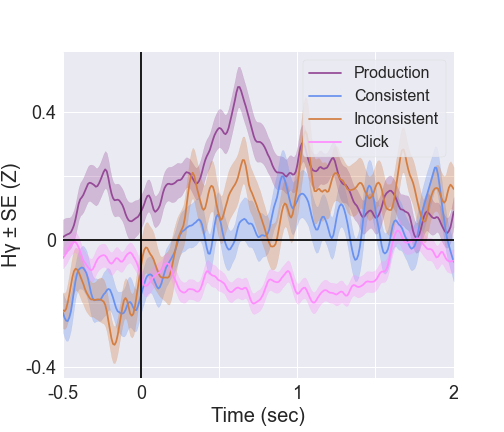 Production
Consistent
Inconsistent
Click
0.4
0
-0.4
Hγ ± SE (Z)
-0.5 0 1 2
Time (sec)